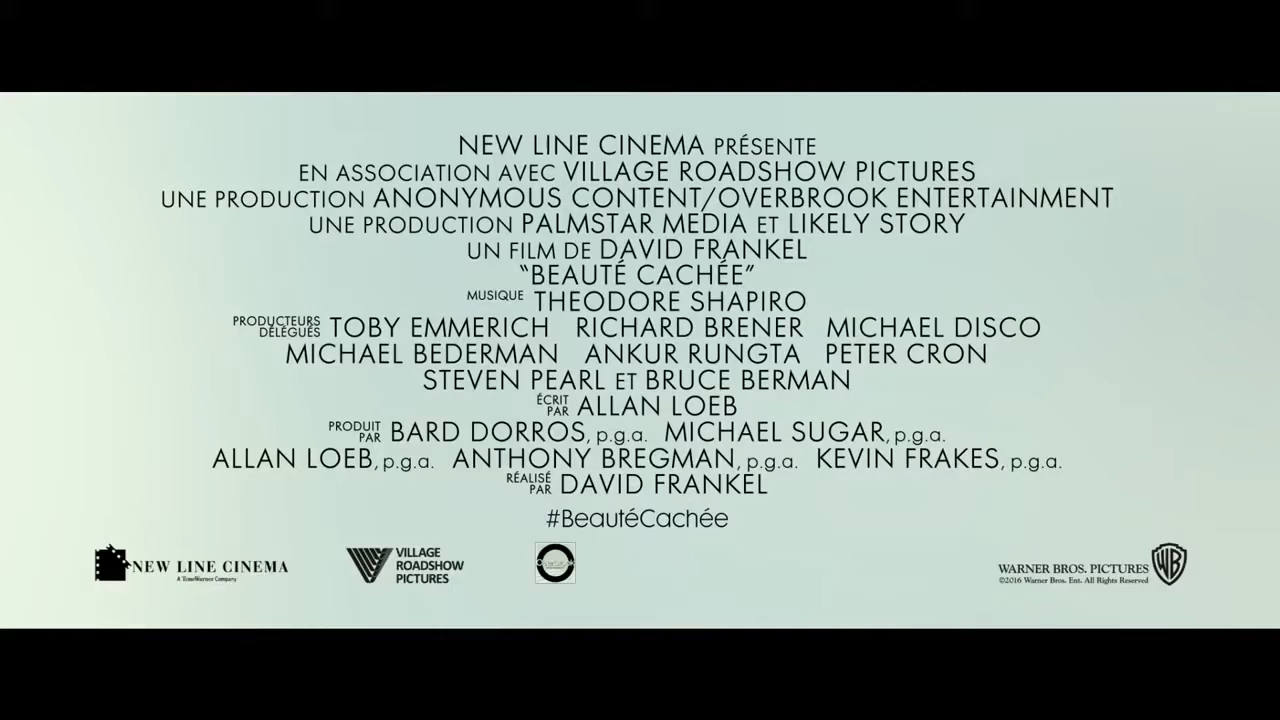 NEW LINE CINEMA PRÉSENTE
EN ASSOCIATION AVEC VILLAGE ROADSHOW PICTURES
UNE PRODUCTION ANONYMOUS CONTENT/OVERBROOK ENTERTAINMENT
UNE PRODUCTION PALMSTAR MEDIA ET LIKELY STORY
UN FILM DE DAVID FRANKEL
“BEAUTÉ CACHÉE”
MUSIQUE THEODORE SHAPIRO
PRODUCTEURS DÉLÉGUÉS TOBY EMMERICH RICHARD BRENER MICHAEL DISCO
MICHAEL BEDERMAN ANKUR RUNGTA PETER CRON
STEVEN PEARL ET BRUCE BERMAN
ÉCRIT PAR ALLAN LOEB
PRODUIT PAR BARD DORROS, p.g.a. MICHAEL SUGAR, p.g.a.
ALLAN LOEB, p.g.a. ANTHONY BREGMAN, p.g.a. KEVIN FRAKES, p.g.a.
RÉALISÉ PAR DAVID FRANKEL
#BeautéCachée
NEW LINE CINEMA
A TimeWarner Company
VILLAGE
ROADSHOW
PICTURES
WARNER BROS. PICTURES
©2016 Warner Bros. Ent. All Rights Reserved
WB